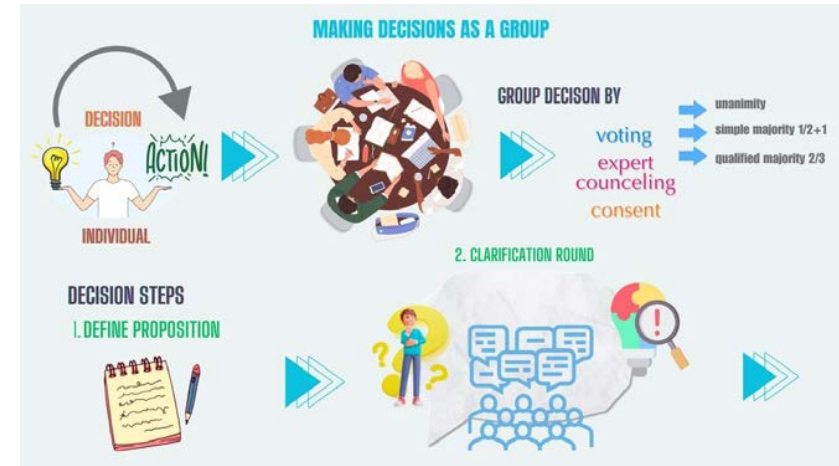 MAKING DECISIONS AS A GROUP
DECISION
ACTION!
INDIVIDUAL
GROUP DECISON BY
voting
expert
counceling
consent
unanimity
simple majority 1/2+1
qualified majority 2/3
DECISION STEPS
1. DEFINE PROPOSITION
2. CLARIFICATION ROUND